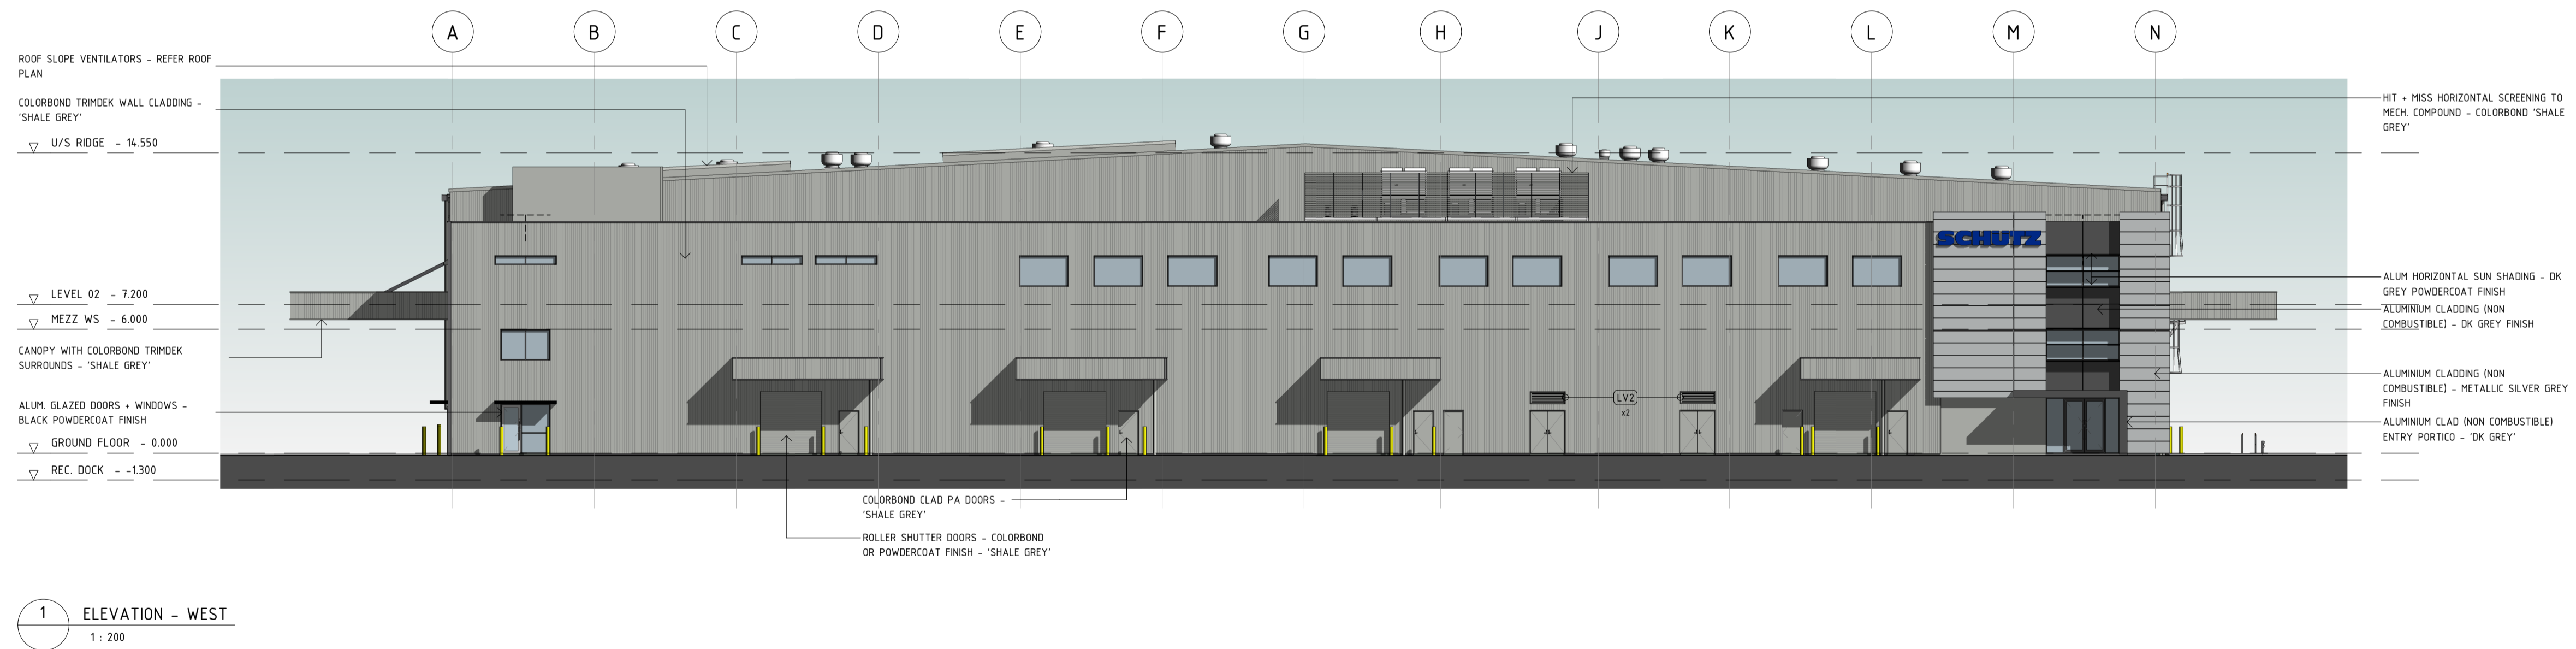 A B C D E F G H J K L M N
ROOF SLOPE VENTILATORS - REFER ROOF
PLAN
COLORBOND TRIMDEK WALL CLADDING -
'SHALE GREY'
U/S RIDGE - 14.550
LEVEL 02 - 7.200
MEZZ WS - 6.000
CANOPY WITH COLORBOND TRIMDEK
SURROUNDS - 'SHALE GREY'
ALUM. GLAZED DOORS + WINDOWS -
BLACK POWDERCOAT FINISH
GROUND FLOOR - 0.000
REC. DOCK - -1.300
SCHUTZ
LV2
x2
COLORBOND CLAD PA DOORS -
'SHALE GREY'
ROLLER SHUTTER DOORS - COLORBOND
OR POWDERCOAT FINISH - 'SHALE GREY'
HIT + MISS HORIZONTAL SCREENING TO
MECH. COMPOUND - COLORBOND 'SHALE
GREY'
ALUM HORIZONTAL SUN SHADING - DK
GREY POWDERCOAT FINISH
ALUMINIUM CLADDING (NON
COMBUSTIBLE) - DK GREY FINISH
ALUMINIUM CLADDING (NON
COMBUSTIBLE) - METALLIC SILVER GREY
FINISH
ALUMINIUM CLAD (NON COMBUSTIBLE)
ENTRY PORTICO - 'DK GREY'
1 ELEVATION - WEST
1 : 200